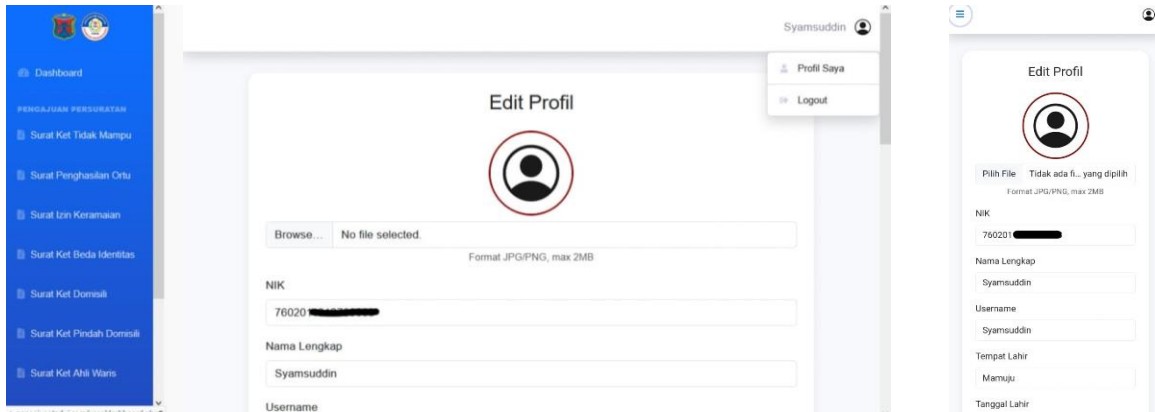 Syamsuddin
Dashboard
PENGAJUAN PERSURATAN
Surat Ket Tidak Mampu
Surat Penghasilan Ortu
Surat Izin Keramaian
Surat Ket Beda Identitas
Surat Ket Domisili
Surat Ket Pindah Domisili
Surat Ket Ahli Waris
Profil Saya
Logout
Edit Profil
Browse... No file selected.
Format JPG/PNG, max 2MB
NIK
76020
Nama Lengkap
Syamsuddin
Username
Edit Profil
Pilih File Tidak ada fi... yang dipilih
Format JPG/PNG, max 2MB
NIK
760201
Nama Lengkap
Syamsuddin
Username
Syamsuddin
Tempat Lahir
Mamuju
Tanggal Lahir